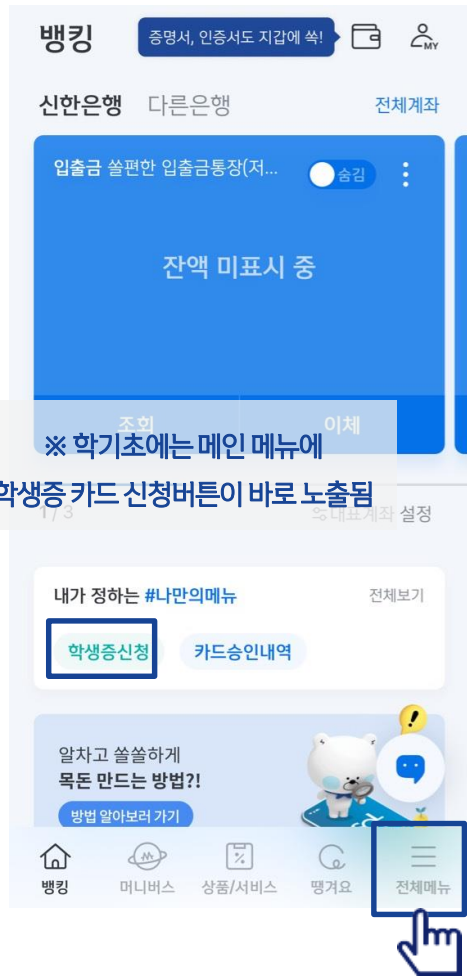 뱅킹
증명서, 인증서도 지갑에 쏙!
MY
신한은행 다른은행 전체계좌
입출금 쏠편한 입출금통장(저...
숨김
잔액 미표시 중
조회 이체
※ 학기초에는 메인 메뉴에
학생증 카드 신청버튼이 바로 노출됨
1 / 3 대표계좌 설정
내가 정하는 #나만의메뉴 전체보기
학생증신청 카드승인내역
알차고 쏠쏠하게
목돈 만드는 방법?!
방법 알아보러 가기
뱅킹 머니버스 상품/서비스 땡겨요 전체메뉴